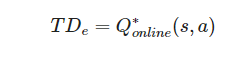 $TD_e = Q^*_{online}(s, a)$